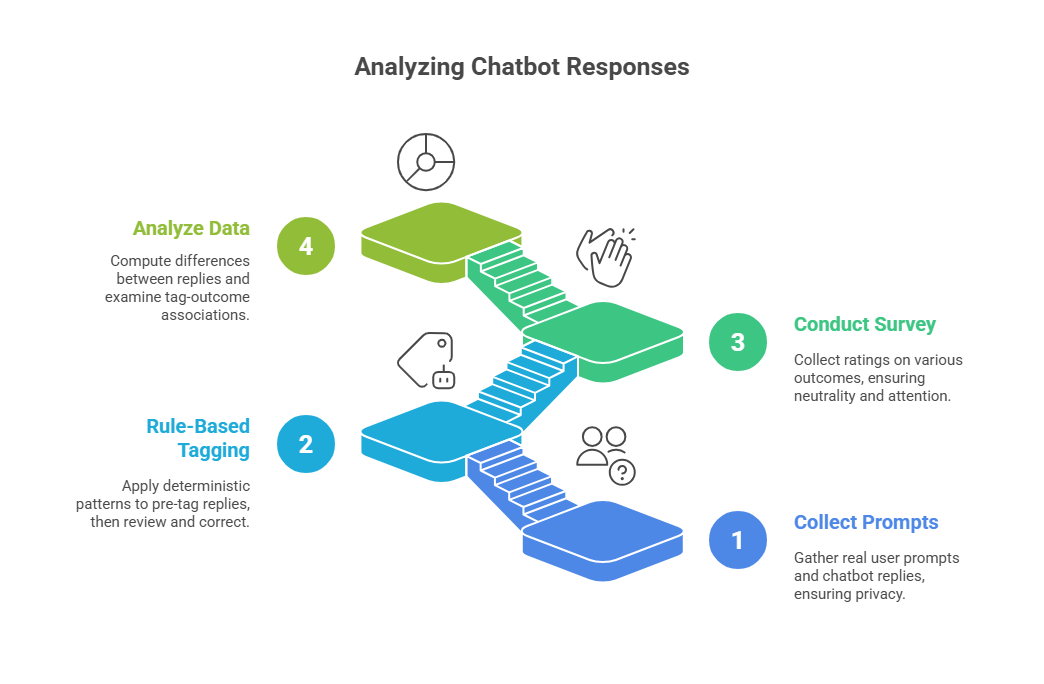 Analyzing Chatbot Responses
Analyze Data
4
Compute differences
between replies and
examine tag-outcome
associations.
Conduct Survey
3
Collect ratings on various
outcomes, ensuring
neutrality and attention.
Rule-Based
Tagging
2
Apply deterministic
patterns to pre-tag replies,
then review and correct.
?
Collect Prompts
1
Gather real user prompts
and chatbot replies,
ensuring privacy.